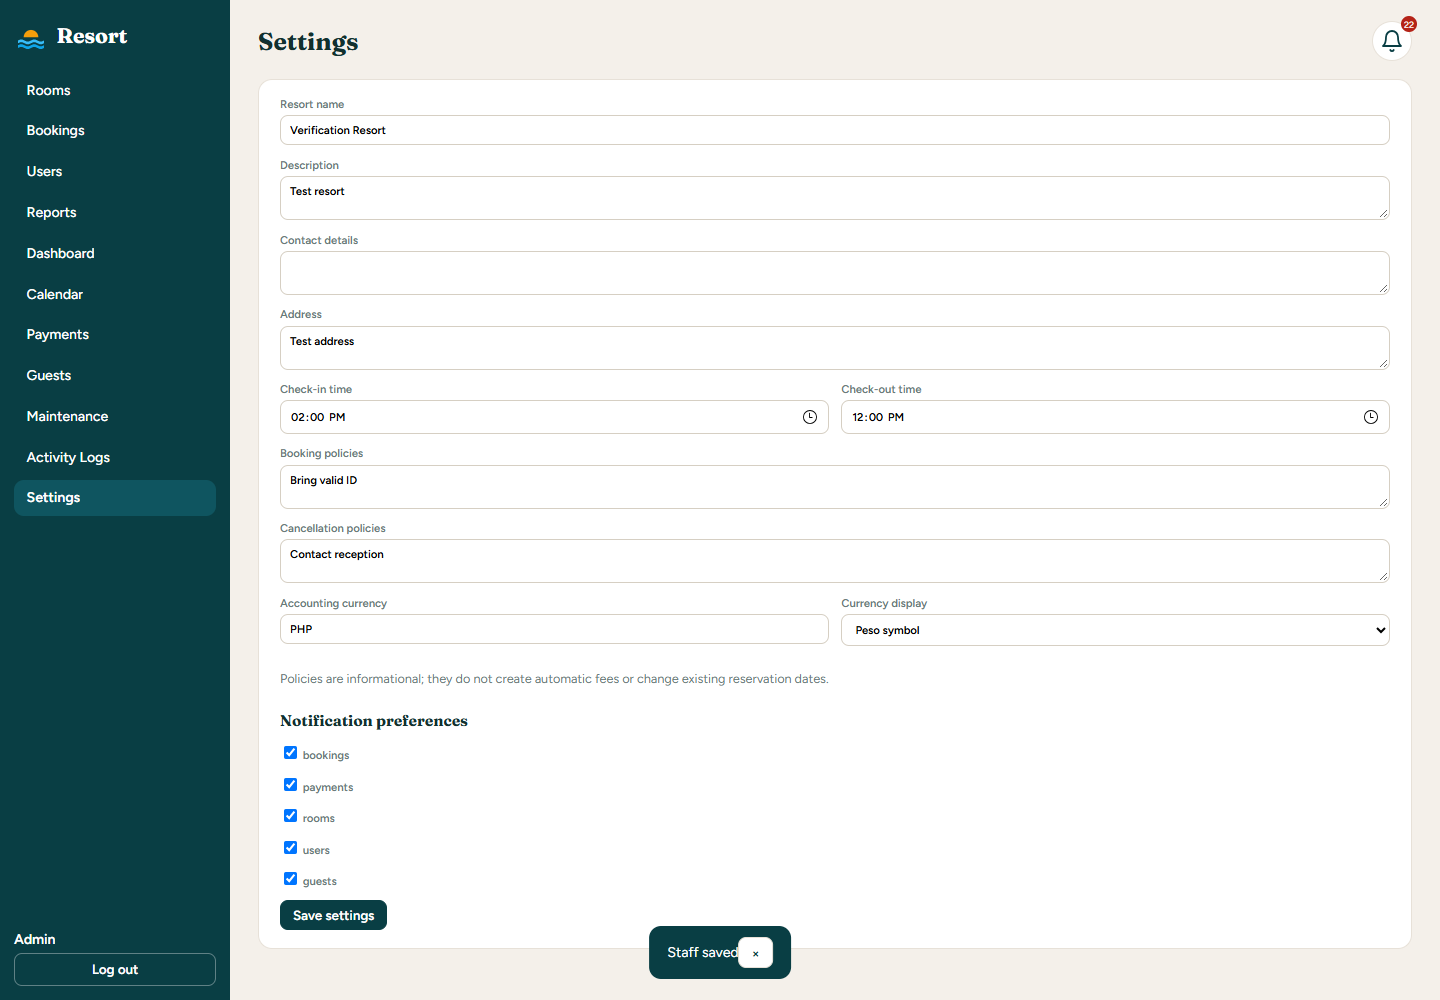 Resort
Rooms
Bookings
Users
Reports
Dashboard
Calendar
Payments
Guests
Maintenance
Activity Logs
Settings
Admin
Log out
Settings
22
Resort name
Verification Resort
Description
Test resort
Contact details
Address
Test address
Check-in time
Check-out time
02:00 PM
12:00 PM
Booking policies
Bring valid ID
Cancellation policies
Contact reception
Accounting currency
Currency display
PHP
Peso symbol
Policies are informational; they do not create automatic fees or change existing reservation dates.
Notification preferences
bookings
payments
rooms
users
guests
Save settings
Staff saved ×